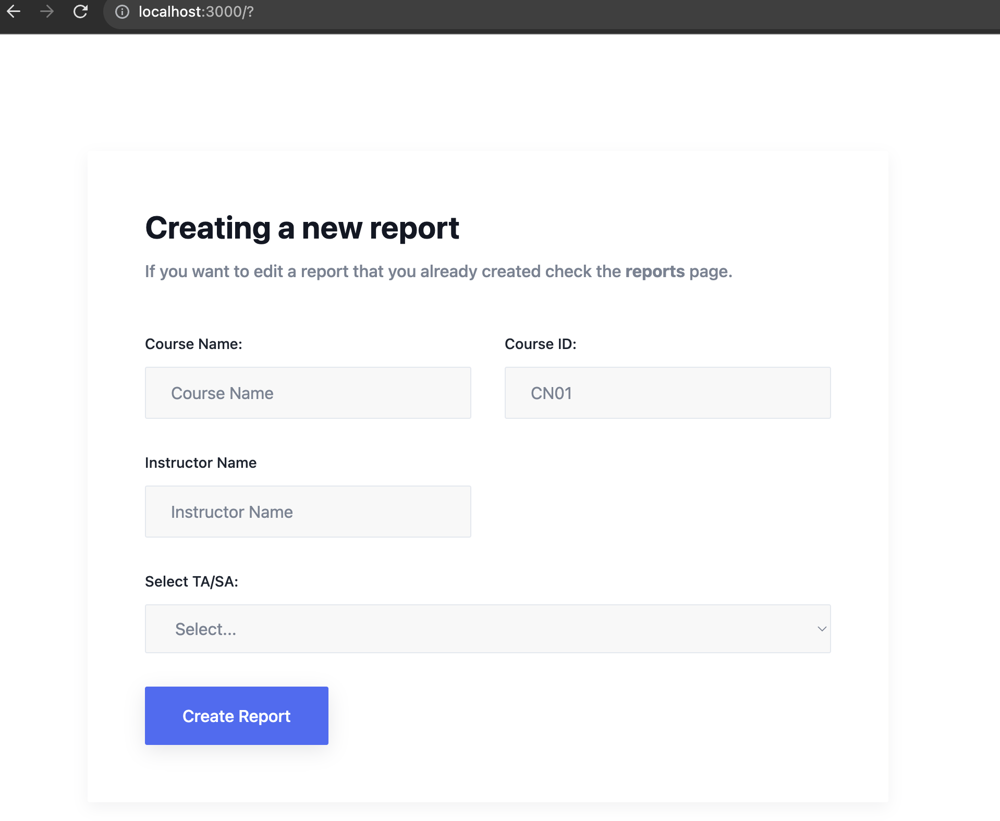 localhost:3000/?
Creating a new report
If you want to edit a report that you already created check the reports page.
Course Name:
Course ID:
Course Name
CN01
Instructor Name
Instructor Name
Select TA/SA:
Select...
Create Report